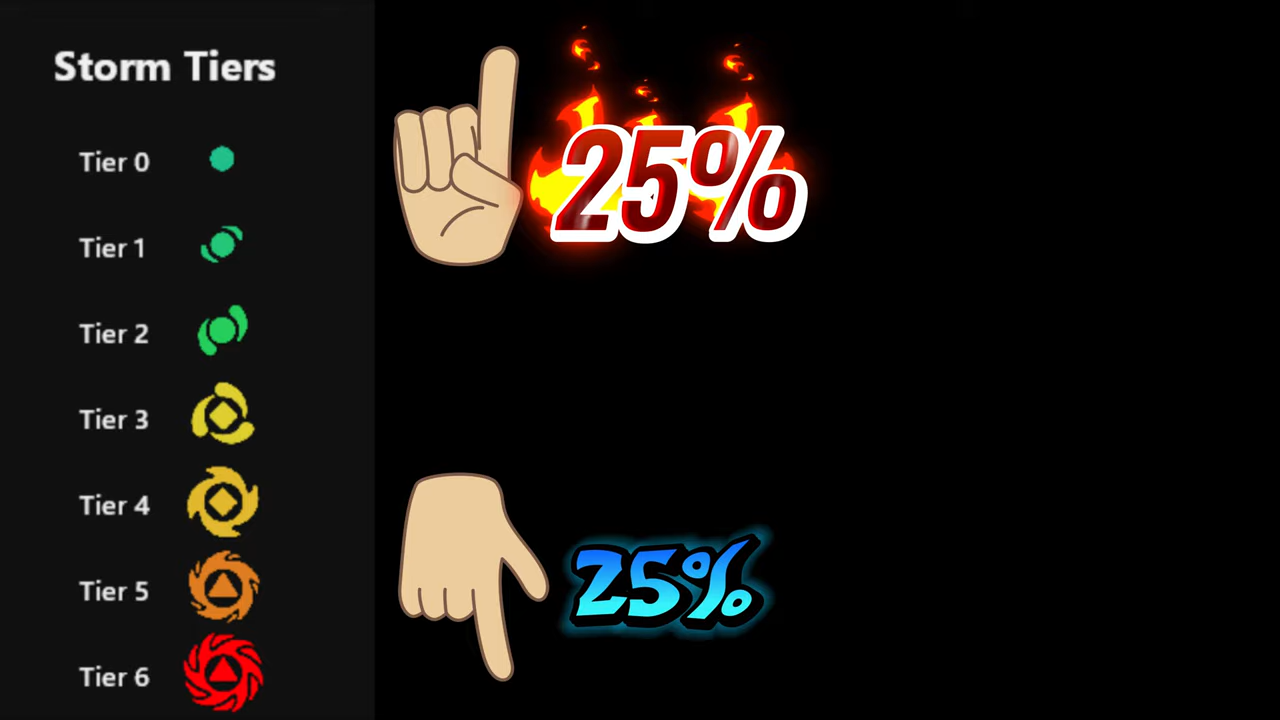 Storm Tiers
Tier 0
Tier 1
Tier 2
Tier 3
Tier 4
Tier 5
Tier 6
25%
25%